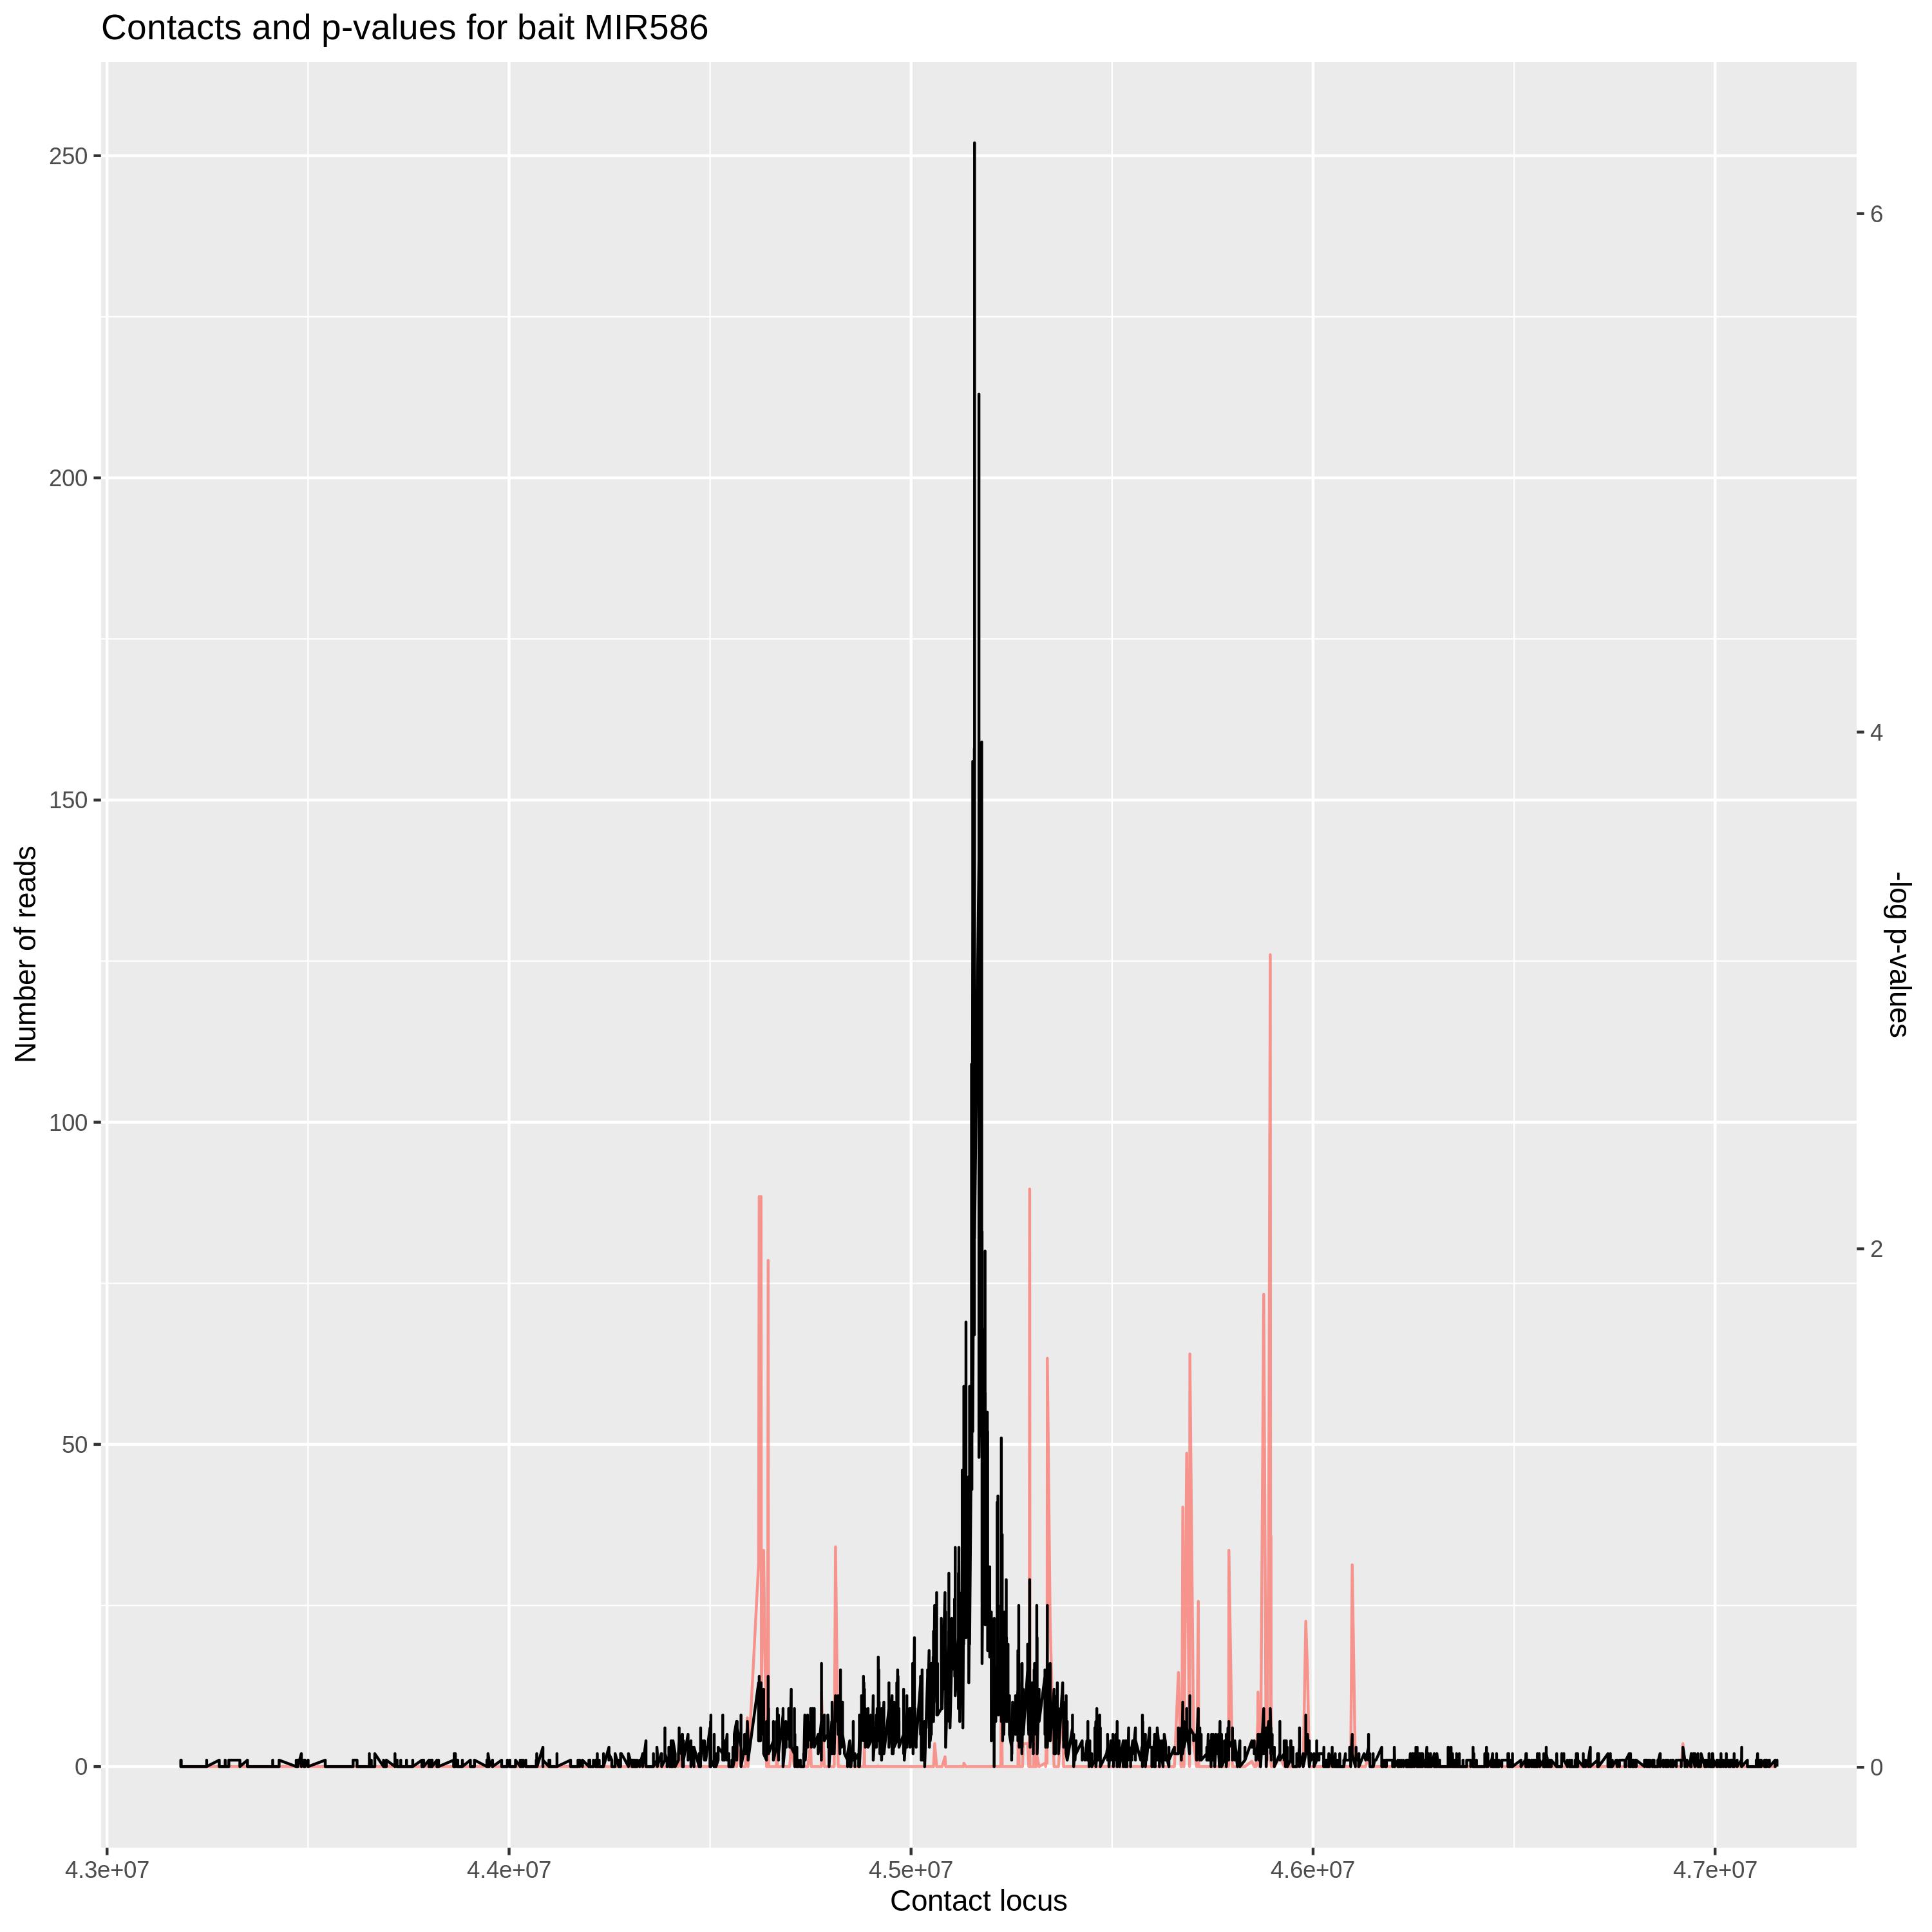 Contacts and p-values for bait MIR586
250
200
150
100
50
0
Number of reads
6
4
2
0
-log p-values
4.3e+07 4.4e+07 4.5e+07 4.6e+07 4.7e+07
Contact locus